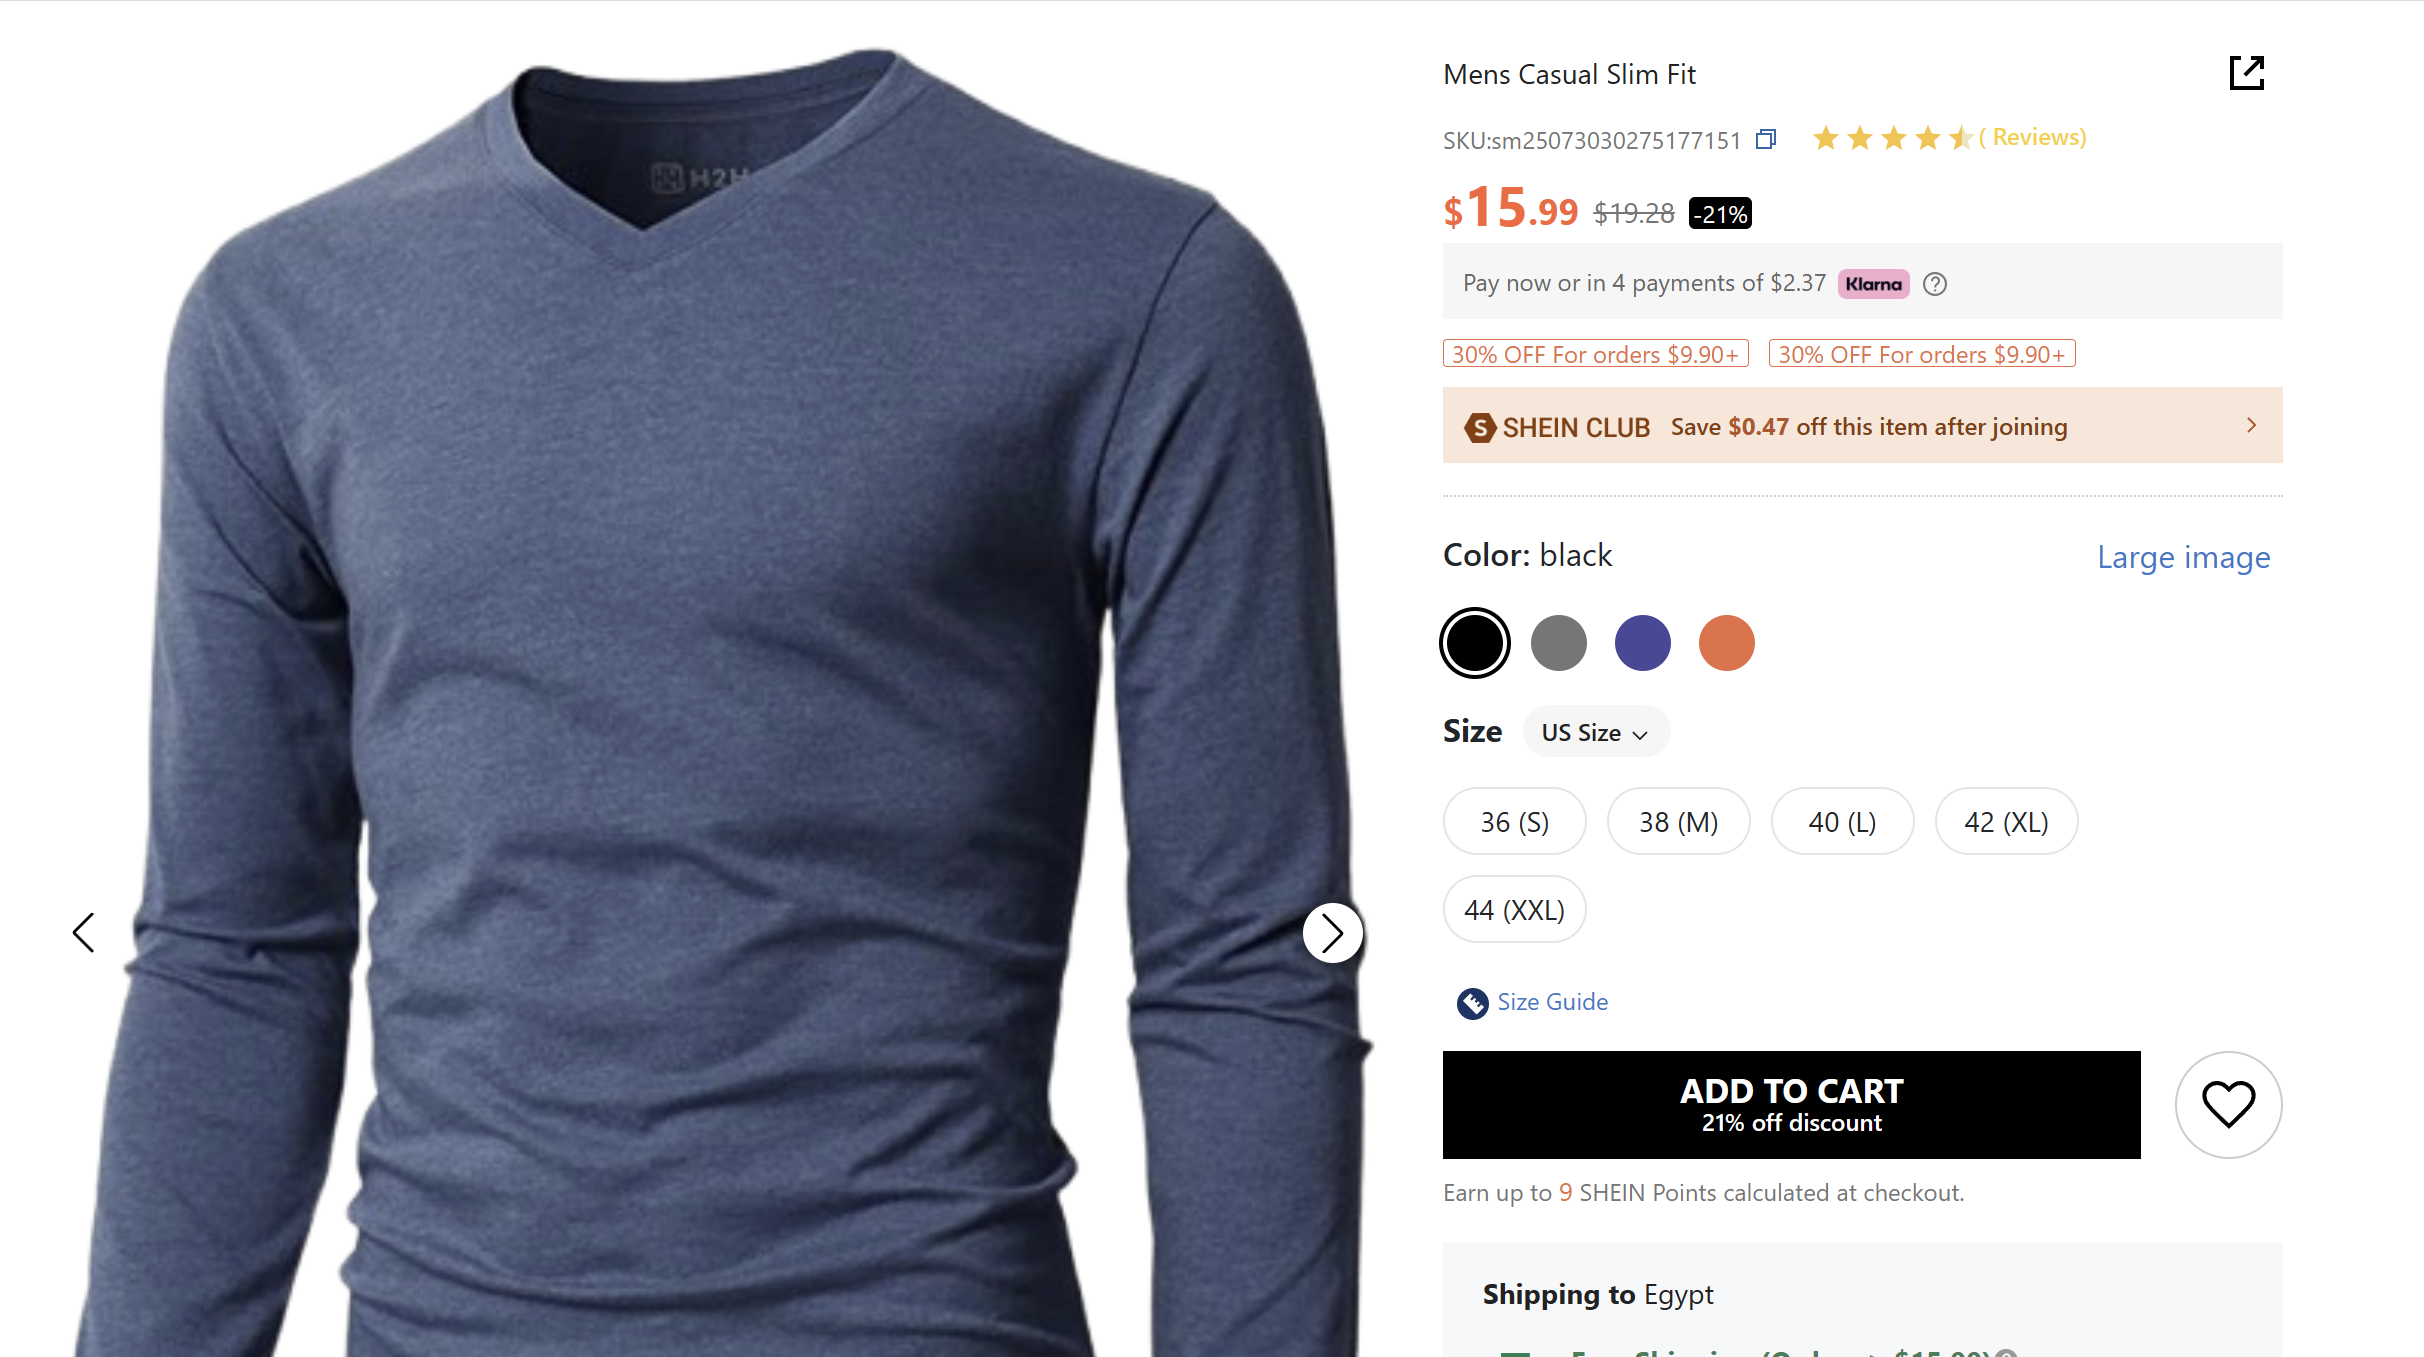 H2H
Mens Casual Slim Fit
SKU:sm25073030275177151
( Reviews)
$15.99 $19.28 -21%
Pay now or in 4 payments of $2.37 Klarna ?
30% OFF For orders $9.90+ 30% OFF For orders $9.90+
S SHEIN CLUB Save $0.47 off this item after joining
Color: black Large image
Size US Size
36 (S) 38 (M) 40 (L) 42 (XL)
44 (XXL)
Size Guide
ADD TO CART
21% off discount
Earn up to 9 SHEIN Points calculated at checkout.
Shipping to Egypt